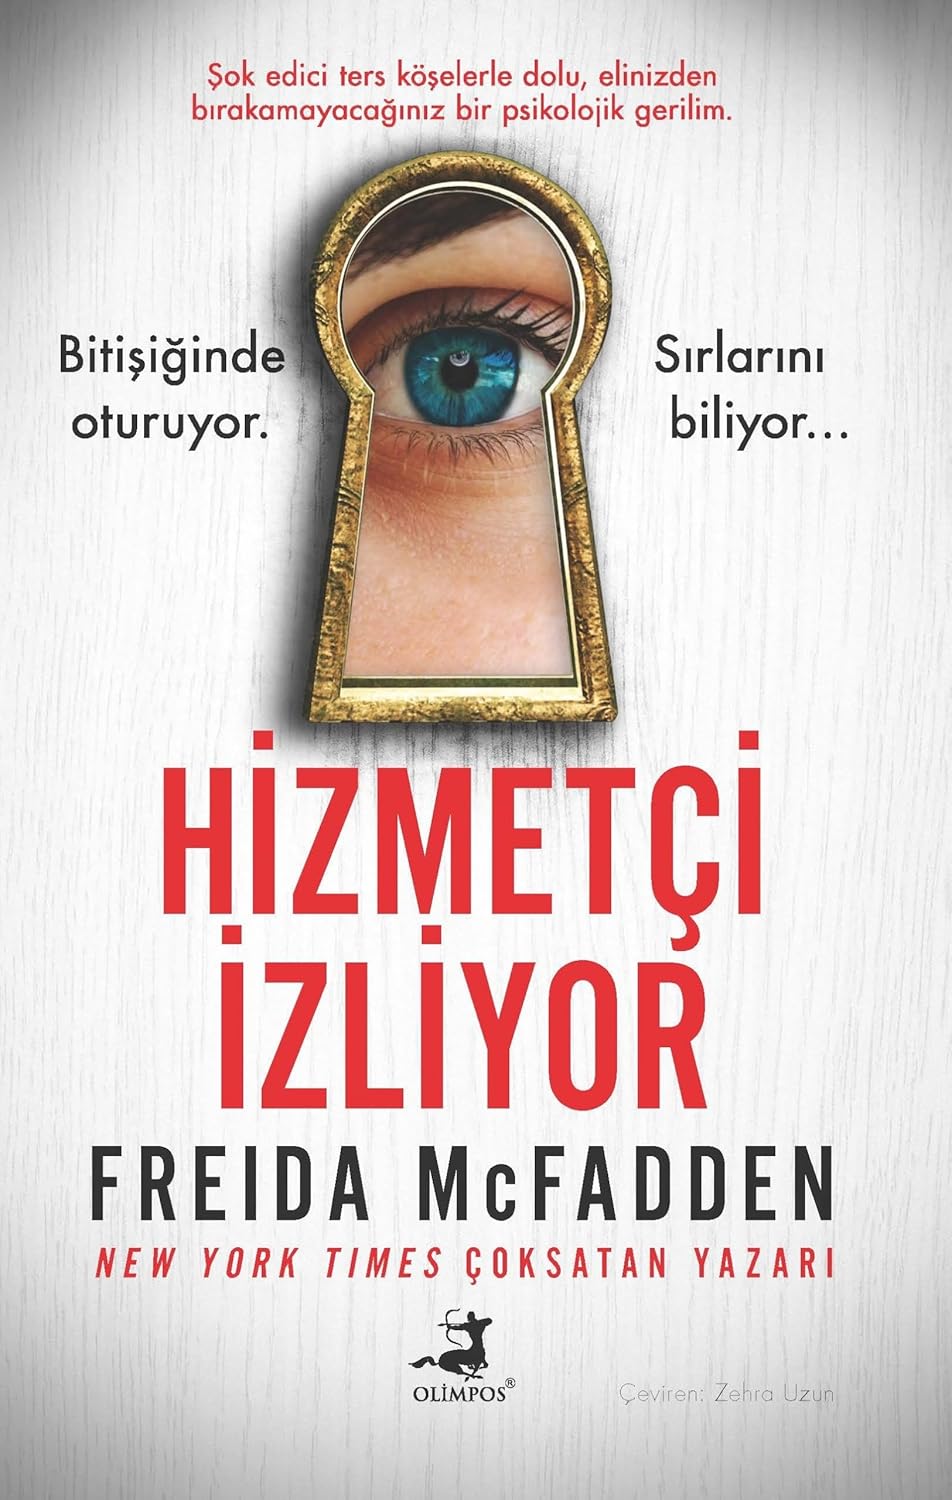 Şok edici ters köşelerle dolu, elinizden
bırakamayacağınız bir psikolojik gerilim.
Bitişiğinde
oturuyor.
Sırlarını
biliyor...
HİZMETÇİ
İZLİYOR
FREIDA McFADDEN
NEW YORK TIMES ÇOKSATAN YAZARI
OLİMPOS®
Çeviren: Zehra Uzun